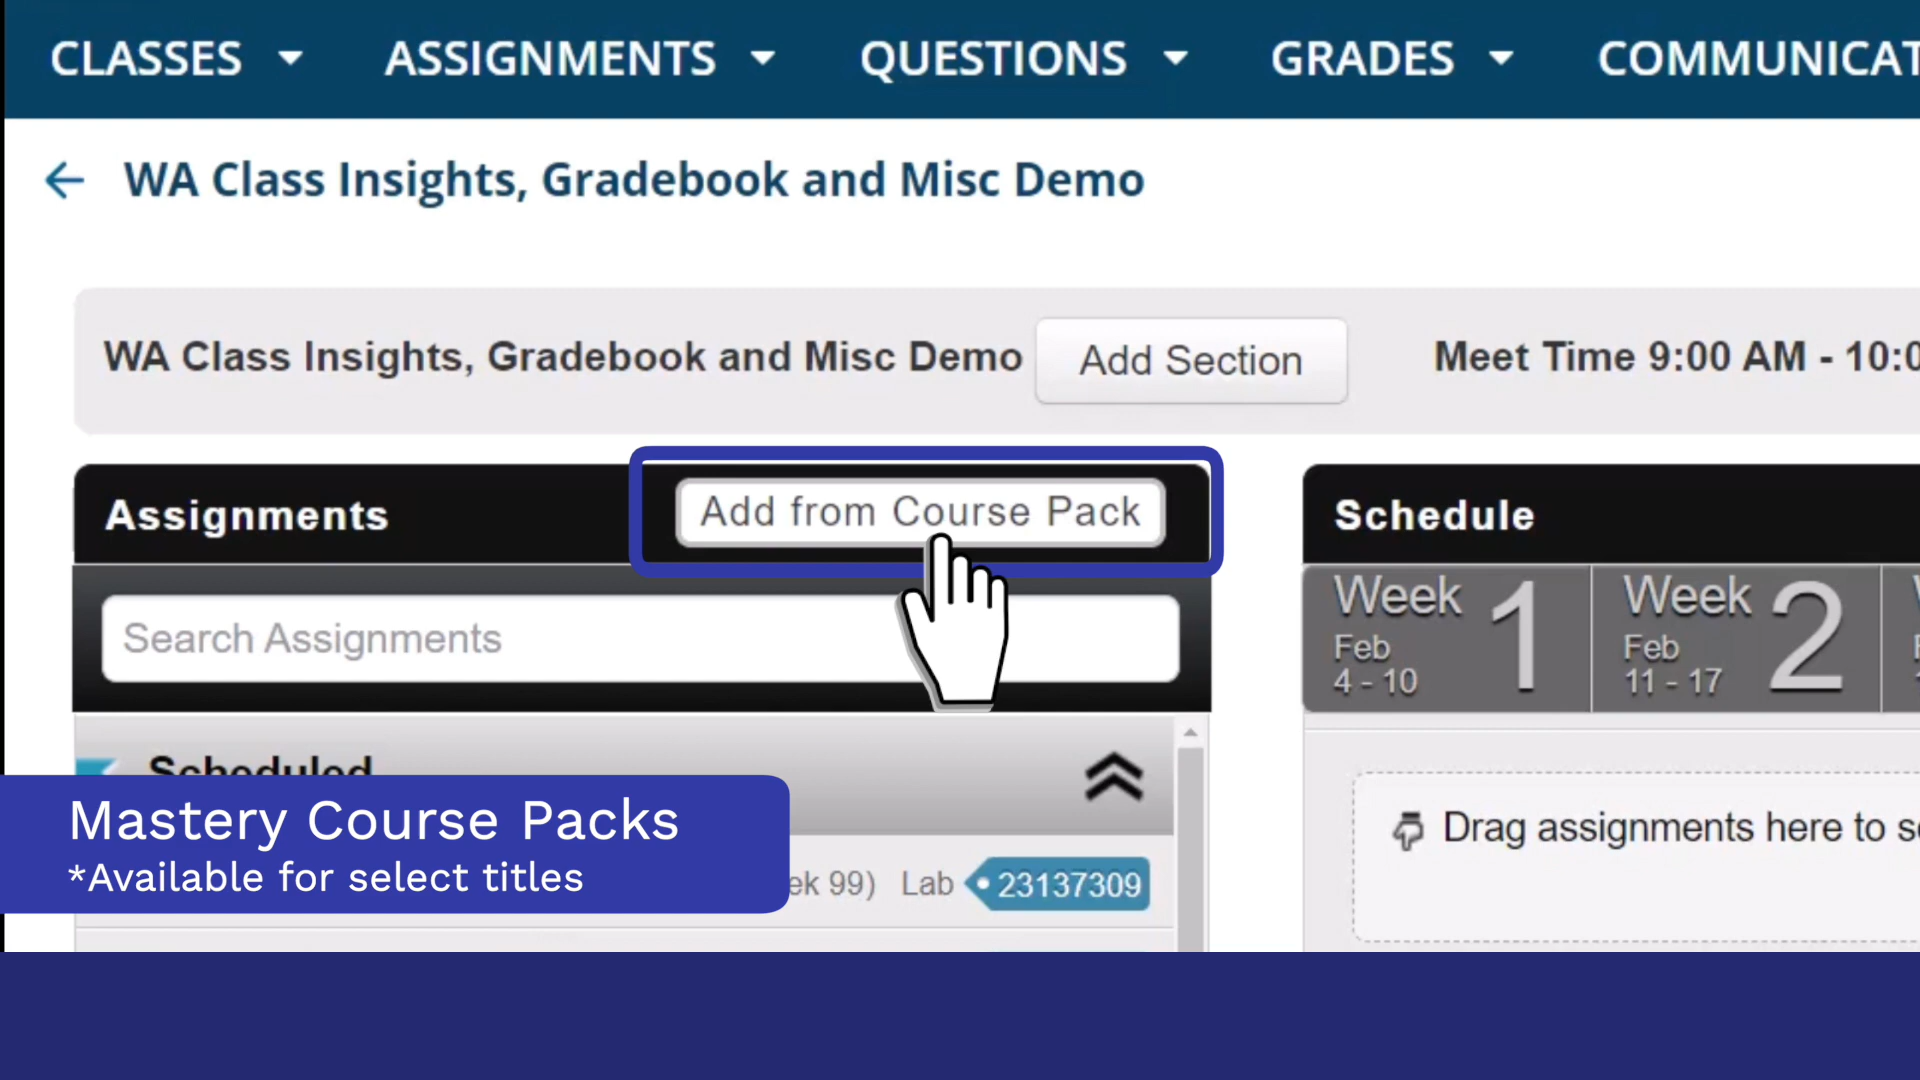 CLASSES ASSIGNMENTS QUESTIONS GRADES COMMUNICAT
WA Class Insights, Gradebook and Misc Demo
WA Class Insights, Gradebook and Misc Demo Add Section Meet Time 9:00 AM - 10:0
Assignments Add from Course Pack Schedule
Search Assignments
Week 1
Feb
4 - 10
Week 2
Feb
11 - 17
Scheduled
Drag assignments here to s
Mastery Course Packs
*Available for select titles
ek 99) Lab 23137309